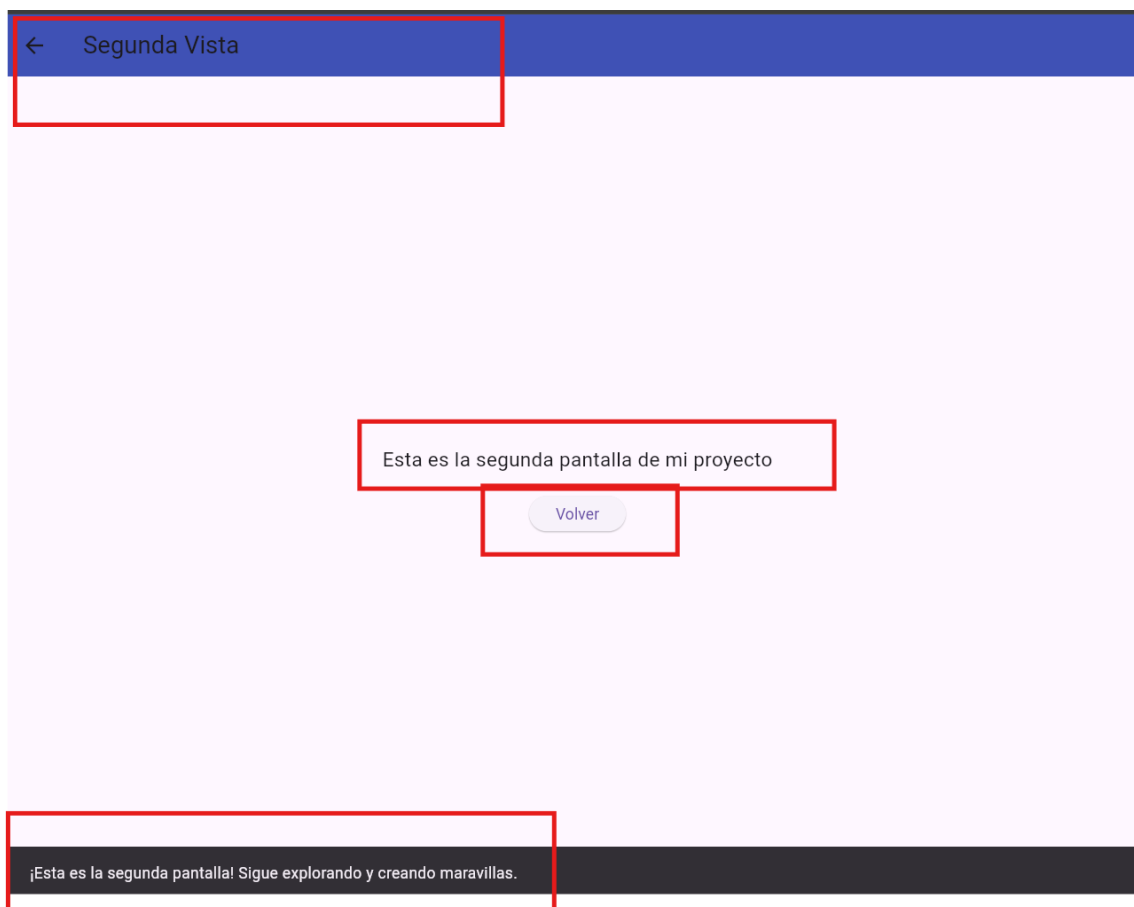 Segunda Vista
Esta es la segunda pantalla de mi proyecto
Volver
¡Esta es la segunda pantalla! Sigue explorando y creando maravillas.